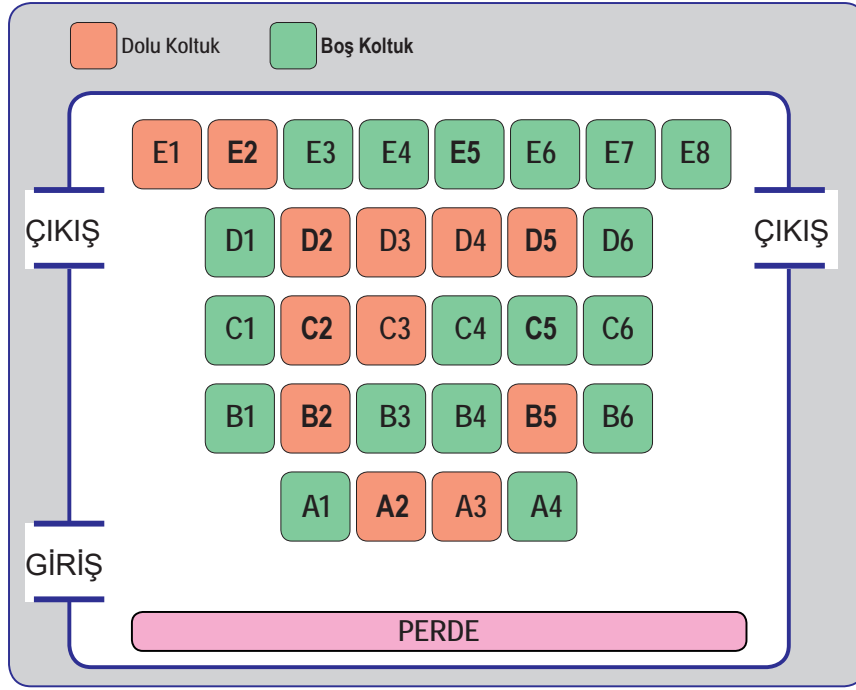 Dolu Koltuk Boş Koltuk
E1 E2 E3 E4 E5 E6 E7 E8
ÇIKIŞ D1 D2 D3 D4 D5 D6 ÇIKIŞ
C1 C2 C3 C4 C5 C6
B1 B2 B3 B4 B5 B6
A1 A2 A3 A4
GİRİŞ
PERDE